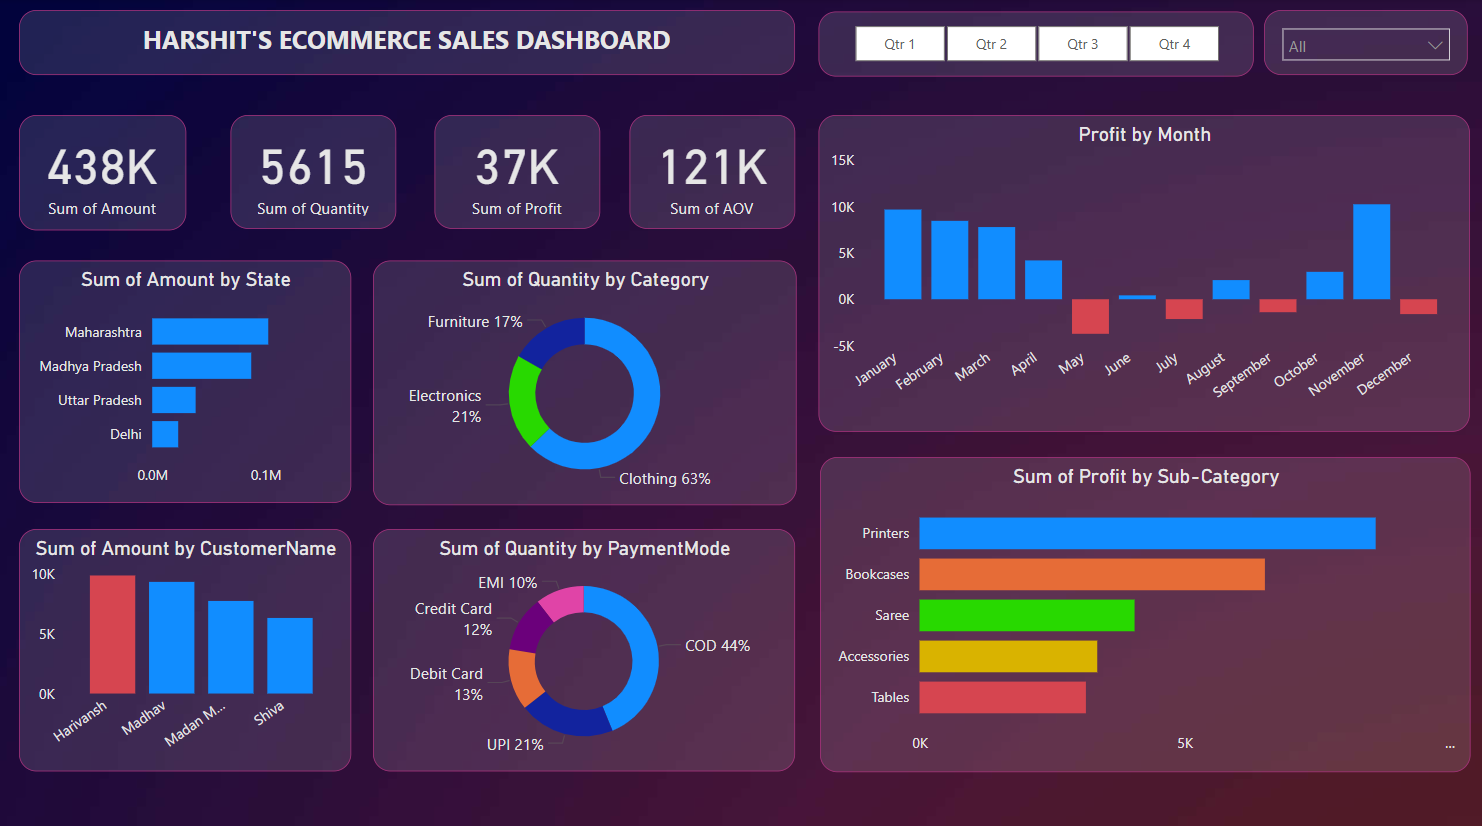 HARSHIT'S ECOMMERCE SALES DASHBOARD
Qtr 1
Qtr 2
Qtr 3
Qtr 4
All
438K
Sum of Amount
5615
Sum of Quantity
37K
Sum of Profit
121K
Sum of AOV
Profit by Month
15K
10K
5K
0K
-5K
January
February
March
April
May
June
July
August
September
October
November
December
Sum of Amount by State
Maharashtra
Madhya Pradesh
Uttar Pradesh
Delhi
0.0M
0.1M
Sum of Quantity by Category
Furniture 17%
Electronics
21%
Clothing 63%
Sum of Profit by Sub-Category
Printers
Bookcases
Saree
Accessories
Tables
0K
5K
...
Sum of Amount by CustomerName
10K
5K
0K
Harivansh
Madhav
Madan M...
Shiva
Sum of Quantity by PaymentMode
EMI 10%
Credit Card
12%
Debit Card
13%
UPI 21%
COD 44%